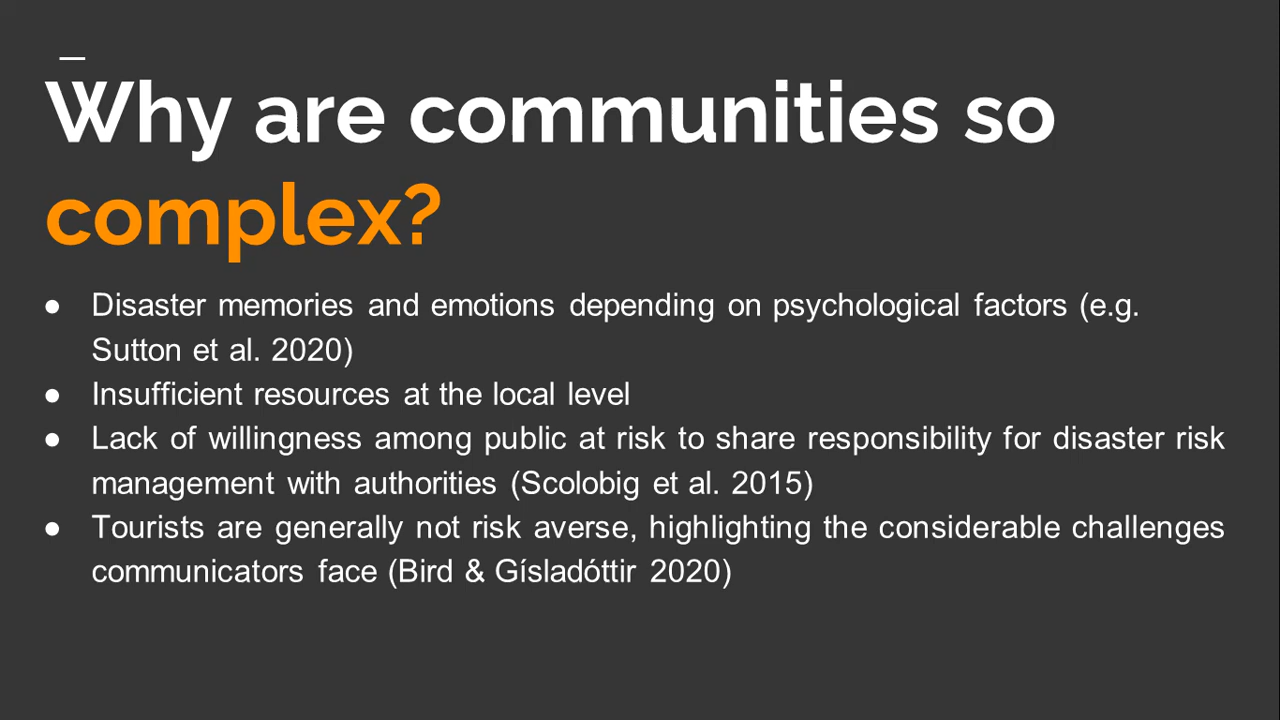 Why are communities so
complex?
● Disaster memories and emotions depending on psychological factors (e.g.
Sutton et al. 2020)
● Insufficient resources at the local level
● Lack of willingness among public at risk to share responsibility for disaster risk
management with authorities (Scolobig et al. 2015)
● Tourists are generally not risk averse, highlighting the considerable challenges
communicators face (Bird & Gísladóttir 2020)